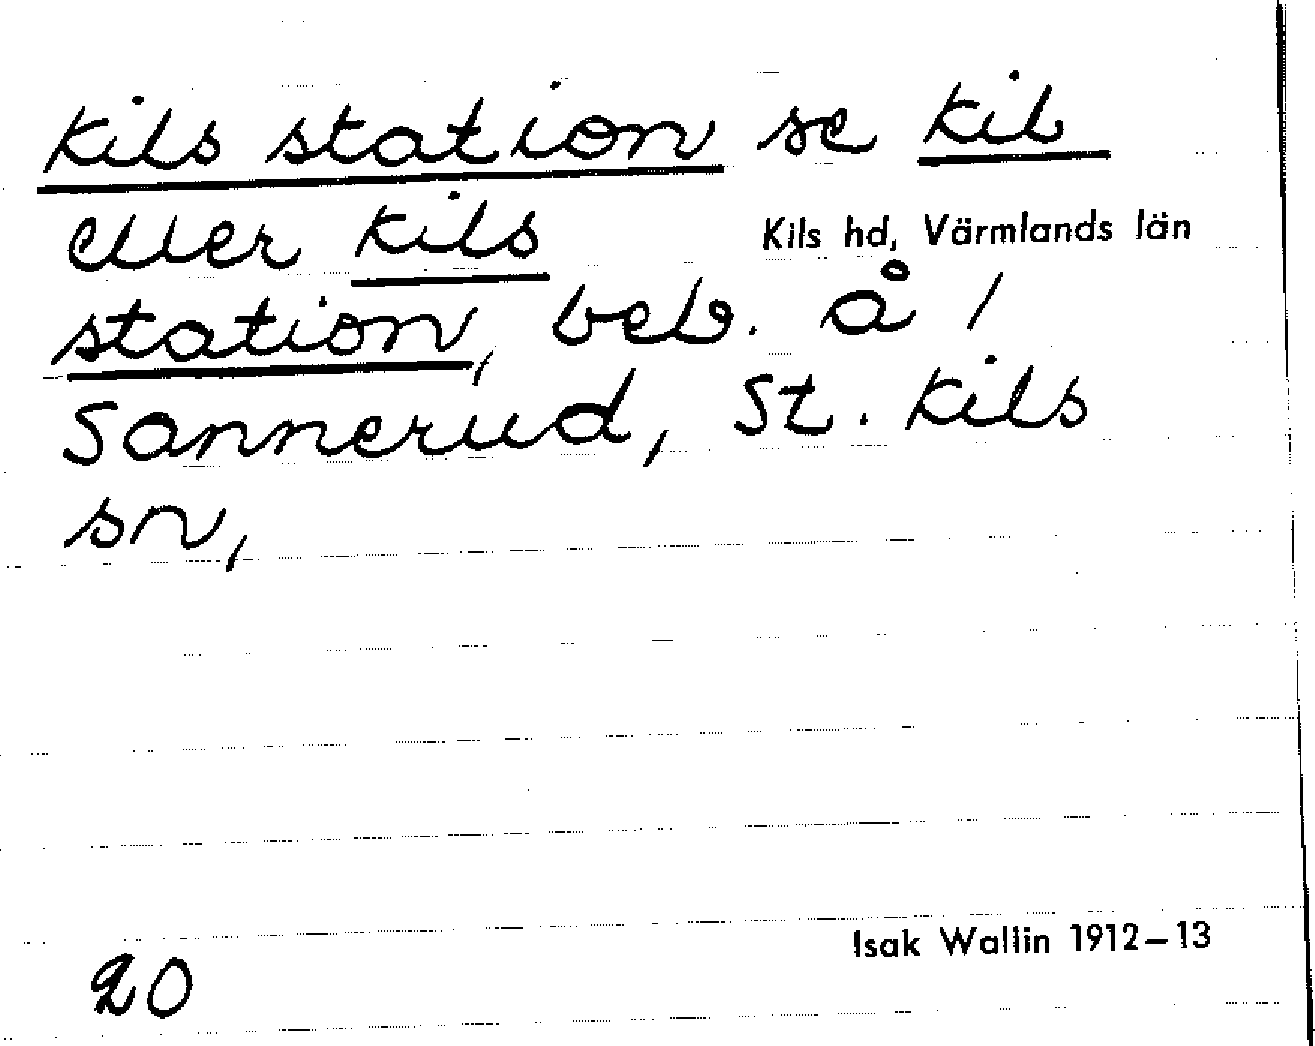 Kils station se Kil
eller Kils
Kils hd, Värmlands län
station, beb. å /
Sannerud, St. Kils
sn,
Isak Wallin 1912–13
20